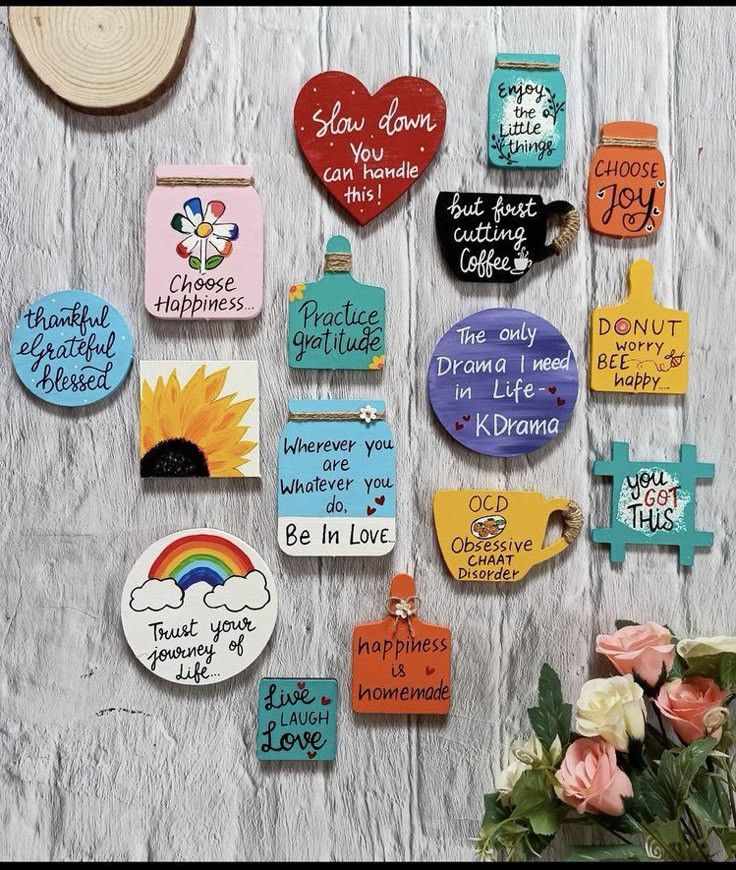 Slow down
You
can handle
this!
Enjoy
the
Little
things
CHOOSE
Joy
Choose
Happiness...
but first
cutting
Coffee
Practice
gratitude
thankful
grateful
blessed
The only
Drama I need
in Life-
K Drama
DONUT
worry
BEE
happy...
Wherever you
are
Whatever you
do,
Be In Love...
OCD
Obsessive
CHAAT
Disorder
you
GOT
THIS
Trust your
journey of
life...
happiness
is
homemade
Live
LAUGH
Love